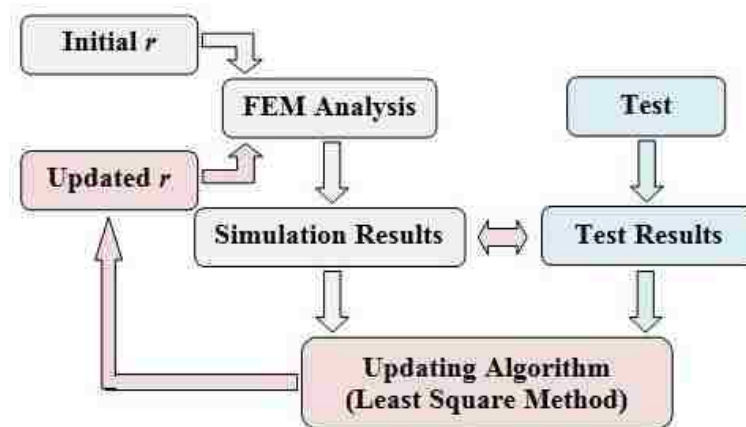 Initial r
FEM Analysis
Test
Updated r
Simulation Results
Test Results
Updating Algorithm
(Least Square Method)